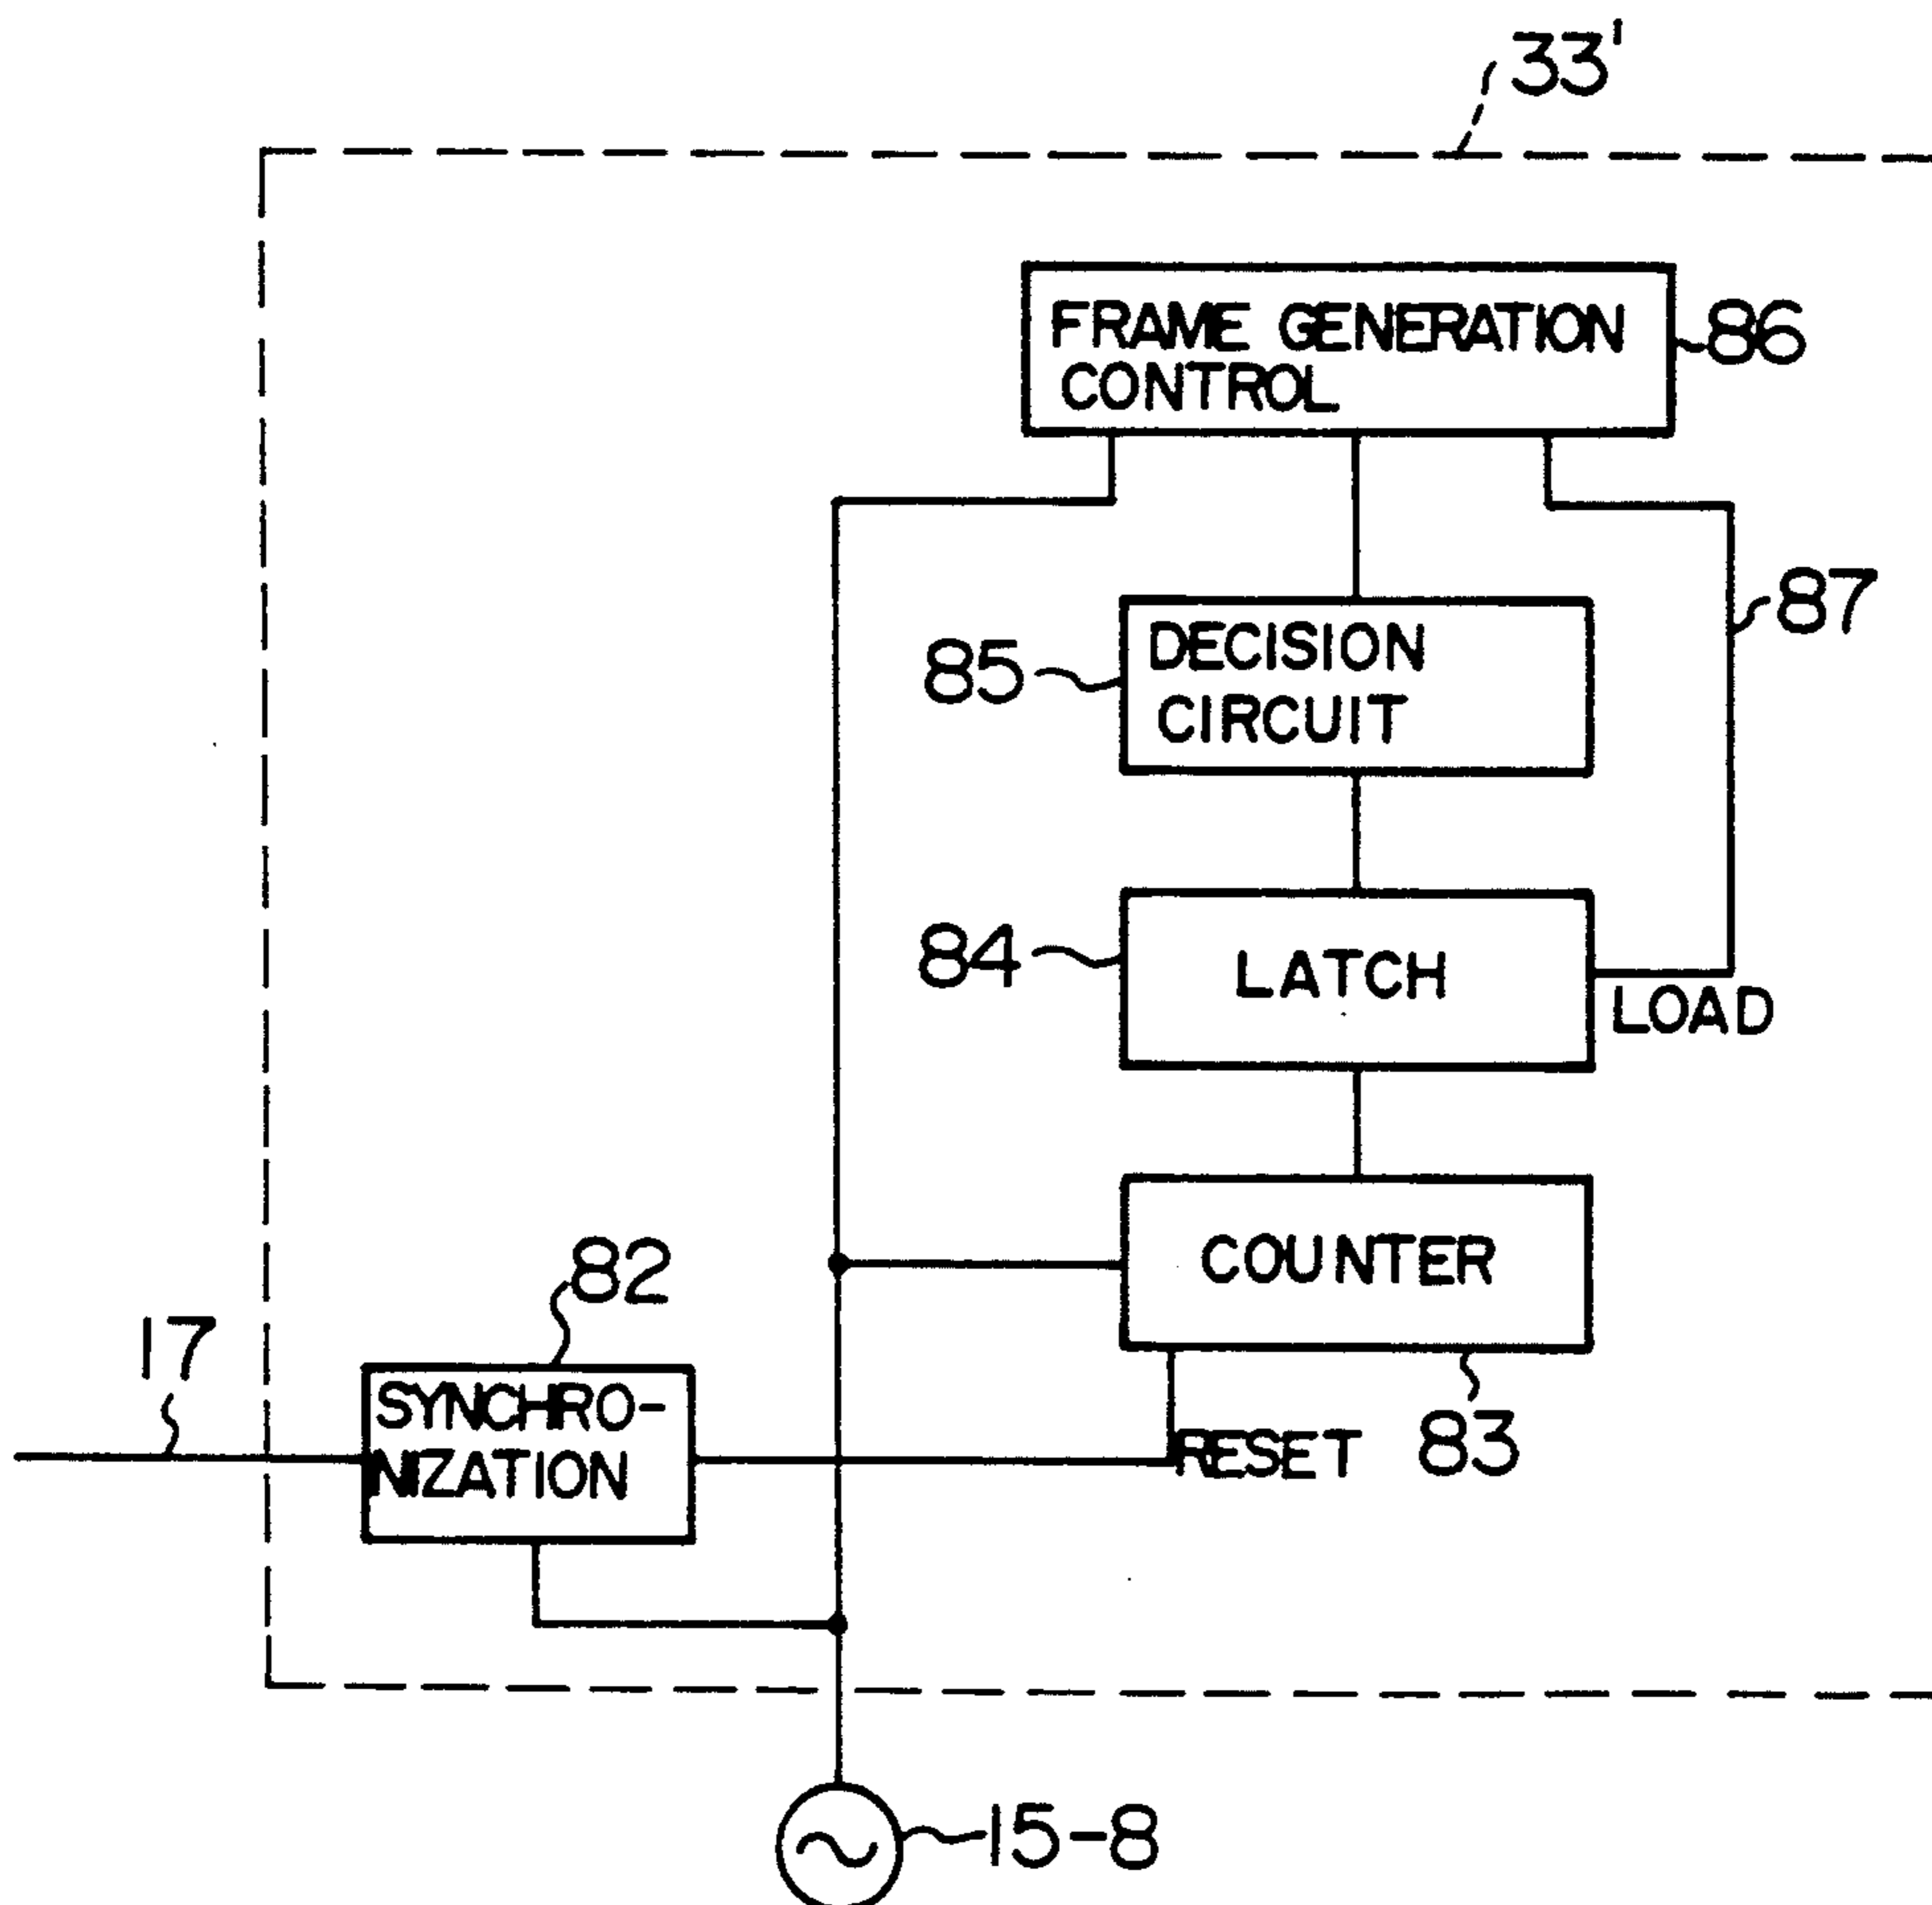 33'
FRAME GENERATION
CONTROL
86
87
85
DECISION
CIRCUIT
84
LATCH
LOAD
COUNTER
82
17
SYNCHRO-
NIZATION
RESET
83
15-8